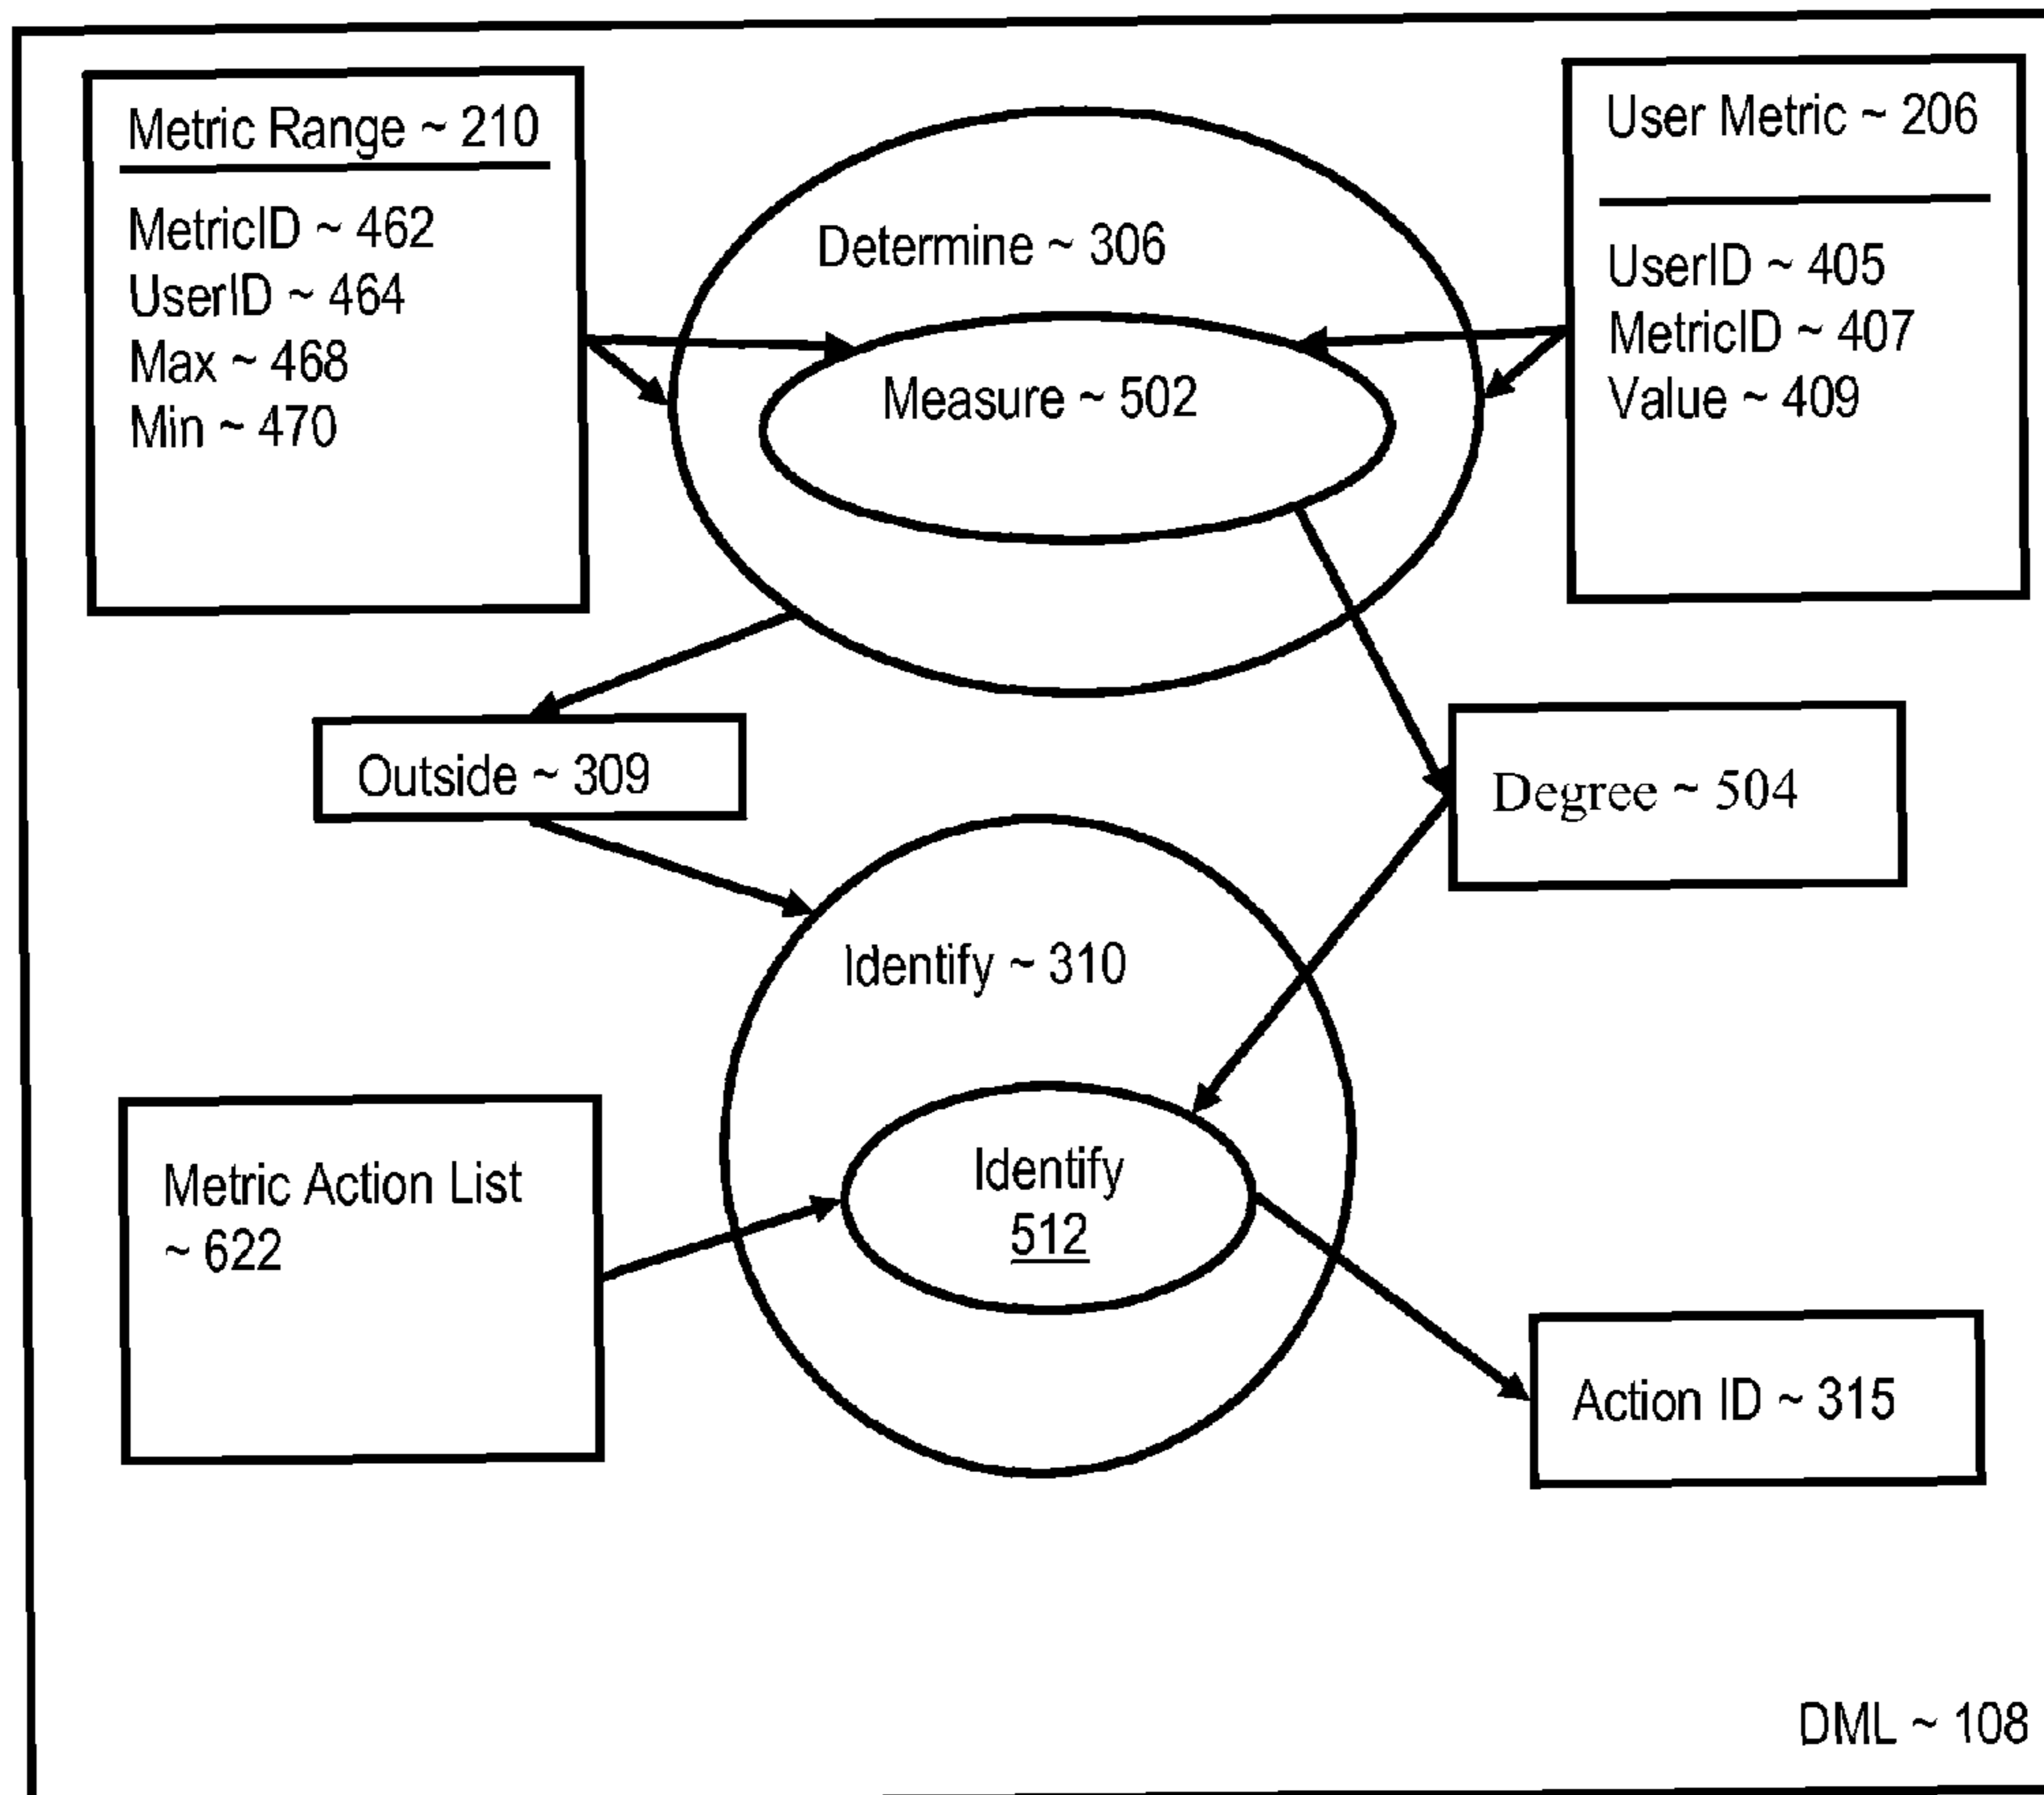 Metric Range ~ 210
MetricID ~ 462
UserID ~ 464
Max ~ 468
Min ~ 470
Determine ~ 306
Measure ~ 502
User Metric ~ 206
UserID ~ 405
MetricID ~ 407
Value ~ 409
Outside ~ 309
Degree ~ 504
Identify ~ 310
Metric Action List
~ 622
Identify
512
Action ID ~ 315
DML ~ 108